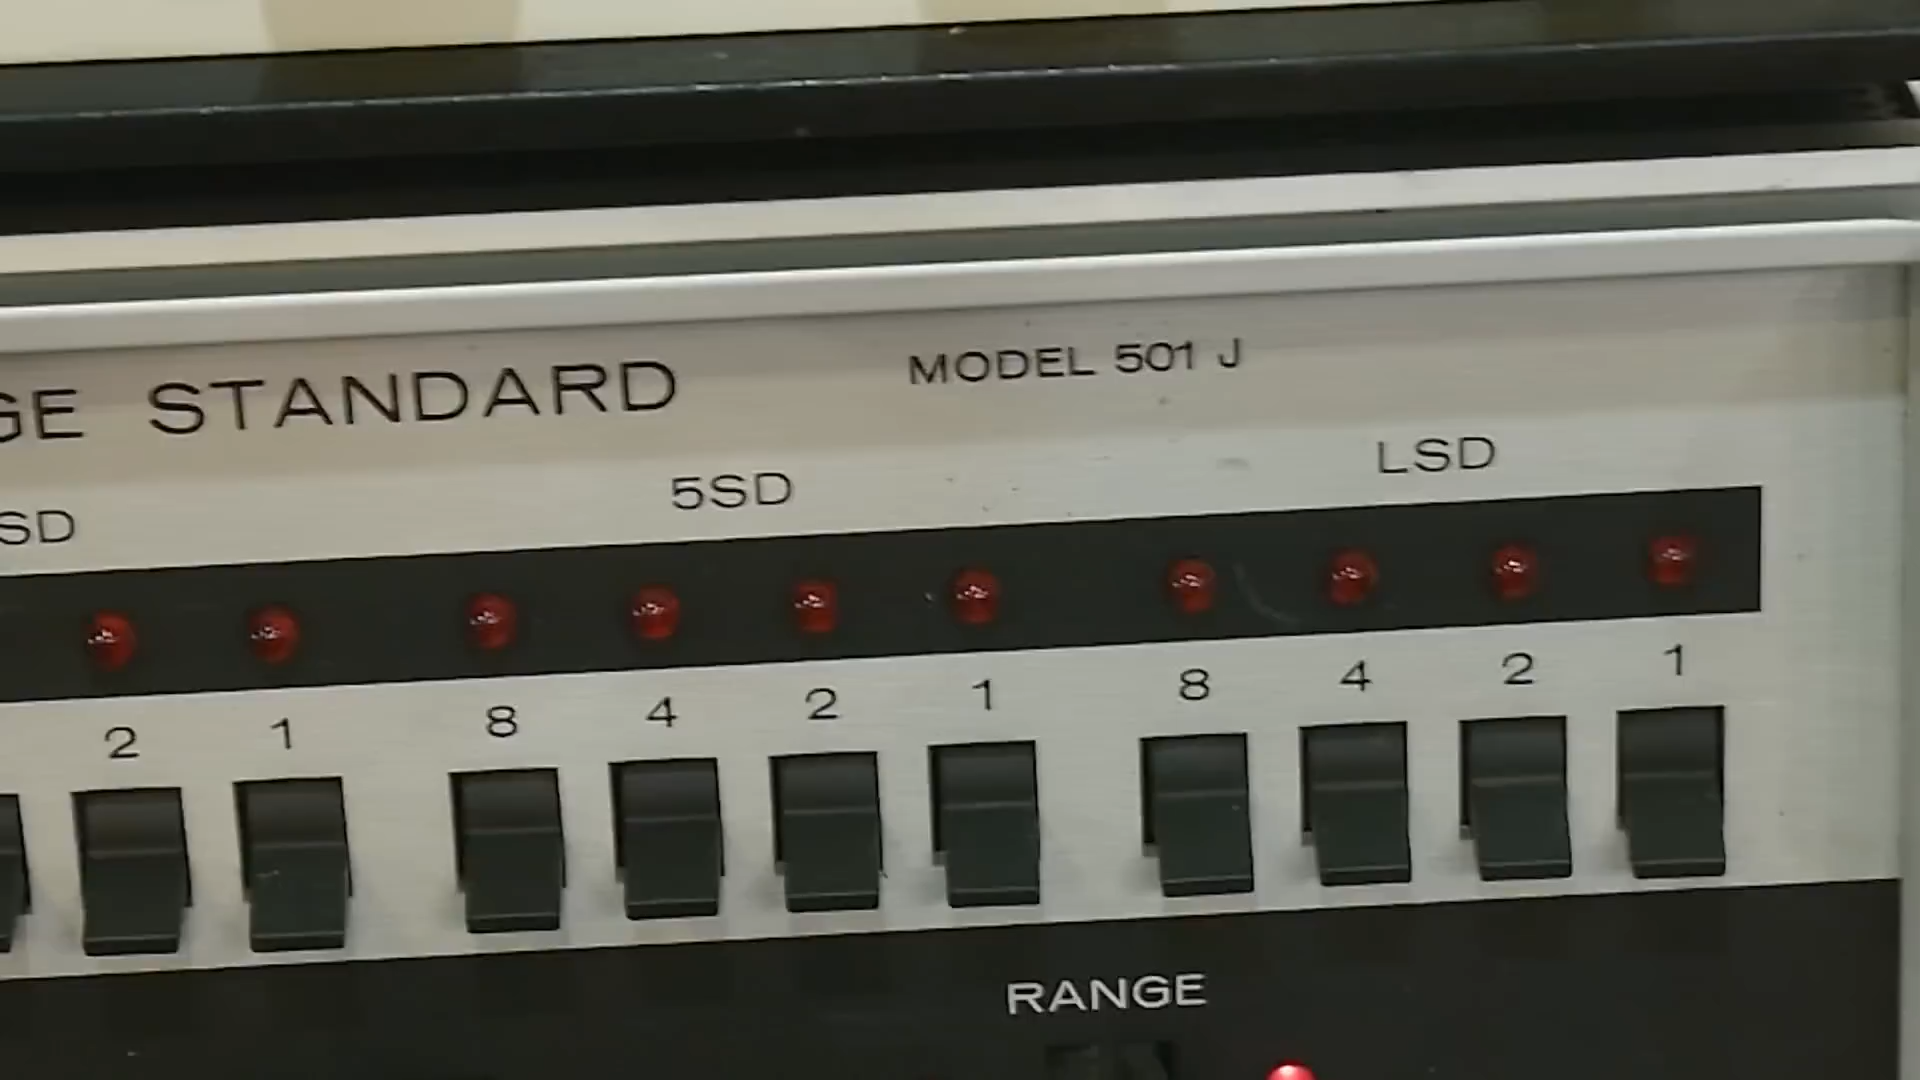 GE STANDARD MODEL 501 J
SD 5SD LSD
2 1 8 4 2 1 8 4 2 1
RANGE